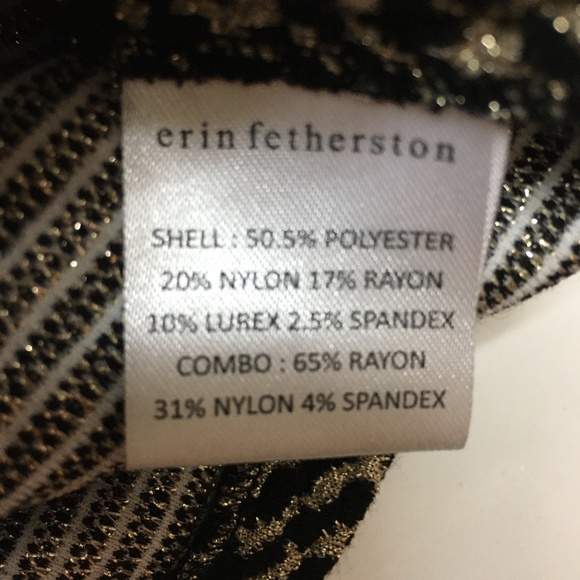 erin fetherston
SHELL : 50.5% POLYESTER
20% NYLON 17% RAYON
10% LUREX 2.5% SPANDEX
COMBO : 65% RAYON
31% NYLON 4% SPANDEX